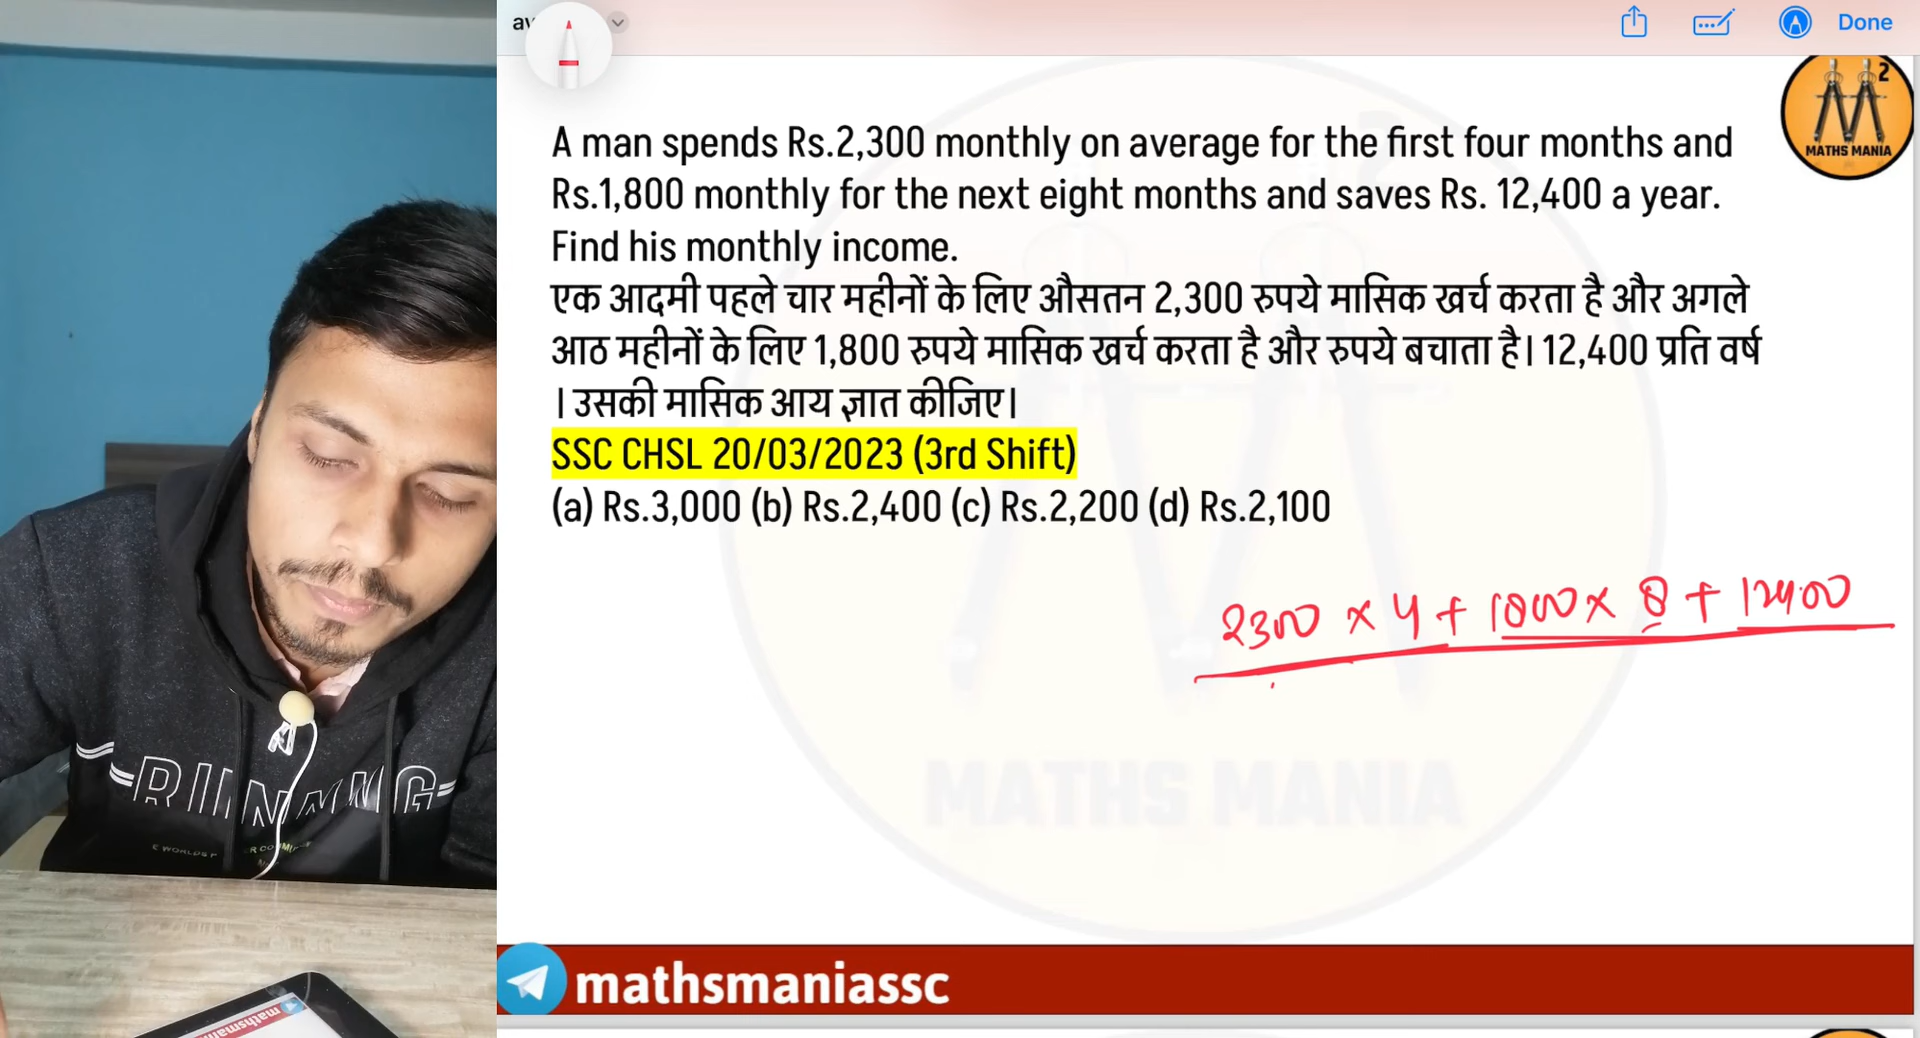 Done
2
MATHS MANIA
A man spends Rs.2,300 monthly on average for the first four months and
Rs.1,800 monthly for the next eight months and saves Rs. 12,400 a year.
Find his monthly income.
एक आदमी पहले चार महीनों के लिए औसतन 2,300 रुपये मासिक खर्च करता है और अगले
आठ महीनों के लिए 1,800 रुपये मासिक खर्च करता है और रुपये बचाता है। 12,400 प्रति वर्ष
। उसकी मासिक आय ज्ञात कीजिए।
SSC CHSL 20/03/2023 (3rd Shift)
(a) Rs.3,000 (b) Rs.2,400 (c) Rs.2,200 (d) Rs.2,100
2300 × 4 + 1800 × 8 + 12400
MATHS MANIA
mathsmaniassc